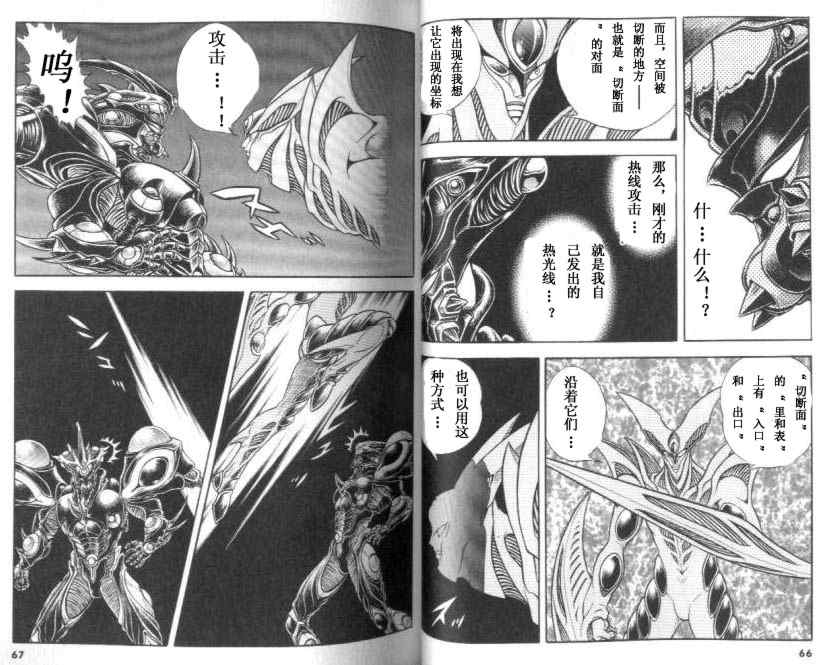 什…什么！？
而且，空间被
切断的地方——
也就是〝切断面
〞的对面
将出现在我想
让它出现的坐标
那么，刚才的
热线攻击…
就是我自
己发出的
热光线…？
〝切断面〞
的〝里和表〞
上有〝入口〞
和〝出口〞
沿着它们…
也可以用这
种方式…
66
攻
击
…
！！
呜！
67